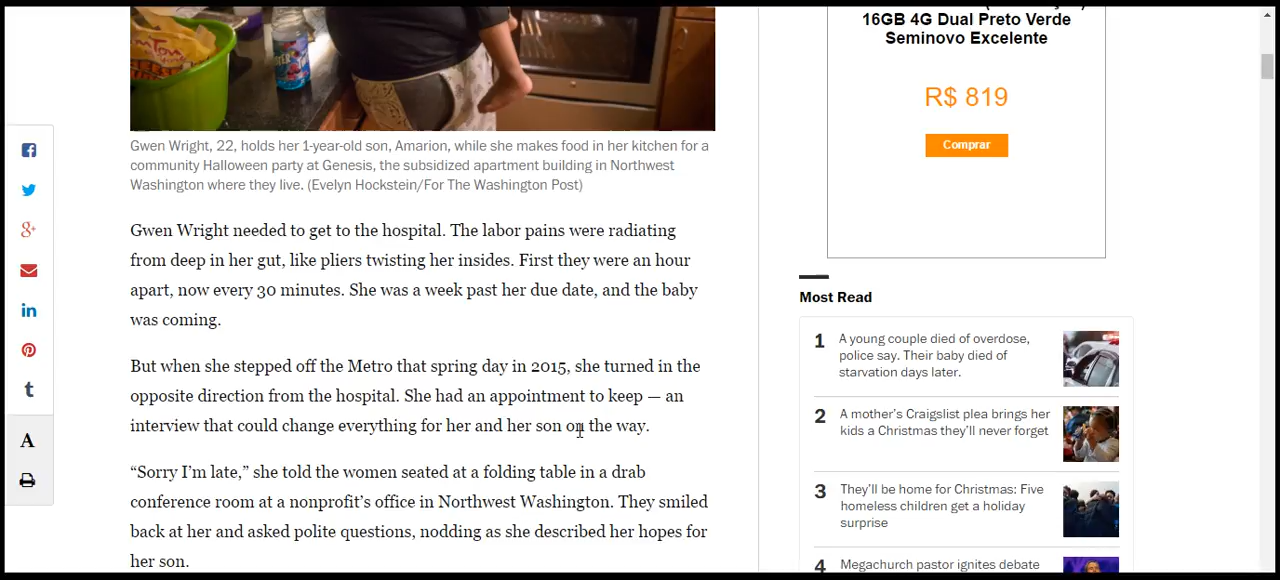 16GB 4G Dual Preto Verde
Seminovo Excelente
R$ 819
Comprar
Gwen Wright, 22, holds her 1-year-old son, Amarion, while she makes food in her kitchen for a
community Halloween party at Genesis, the subsidized apartment building in Northwest
Washington where they live. (Evelyn Hockstein/For The Washington Post)
Gwen Wright needed to get to the hospital. The labor pains were radiating
from deep in her gut, like pliers twisting her insides. First they were an hour
apart, now every 30 minutes. She was a week past her due date, and the baby
was coming.
But when she stepped off the Metro that spring day in 2015, she turned in the
opposite direction from the hospital. She had an appointment to keep — an
interview that could change everything for her and her son on the way.
“Sorry I’m late,” she told the women seated at a folding table in a drab
conference room at a nonprofit’s office in Northwest Washington. They smiled
back at her and asked polite questions, nodding as she described her hopes for
her son.
Most Read
1 A young couple died of overdose,
police say. Their baby died of
starvation days later.
2 A mother’s Craigslist plea brings her
kids a Christmas they’ll never forget
3 They’ll be home for Christmas: Five
homeless children get a holiday
surprise
4 Megachurch pastor ignites debate
g+
in
t
A